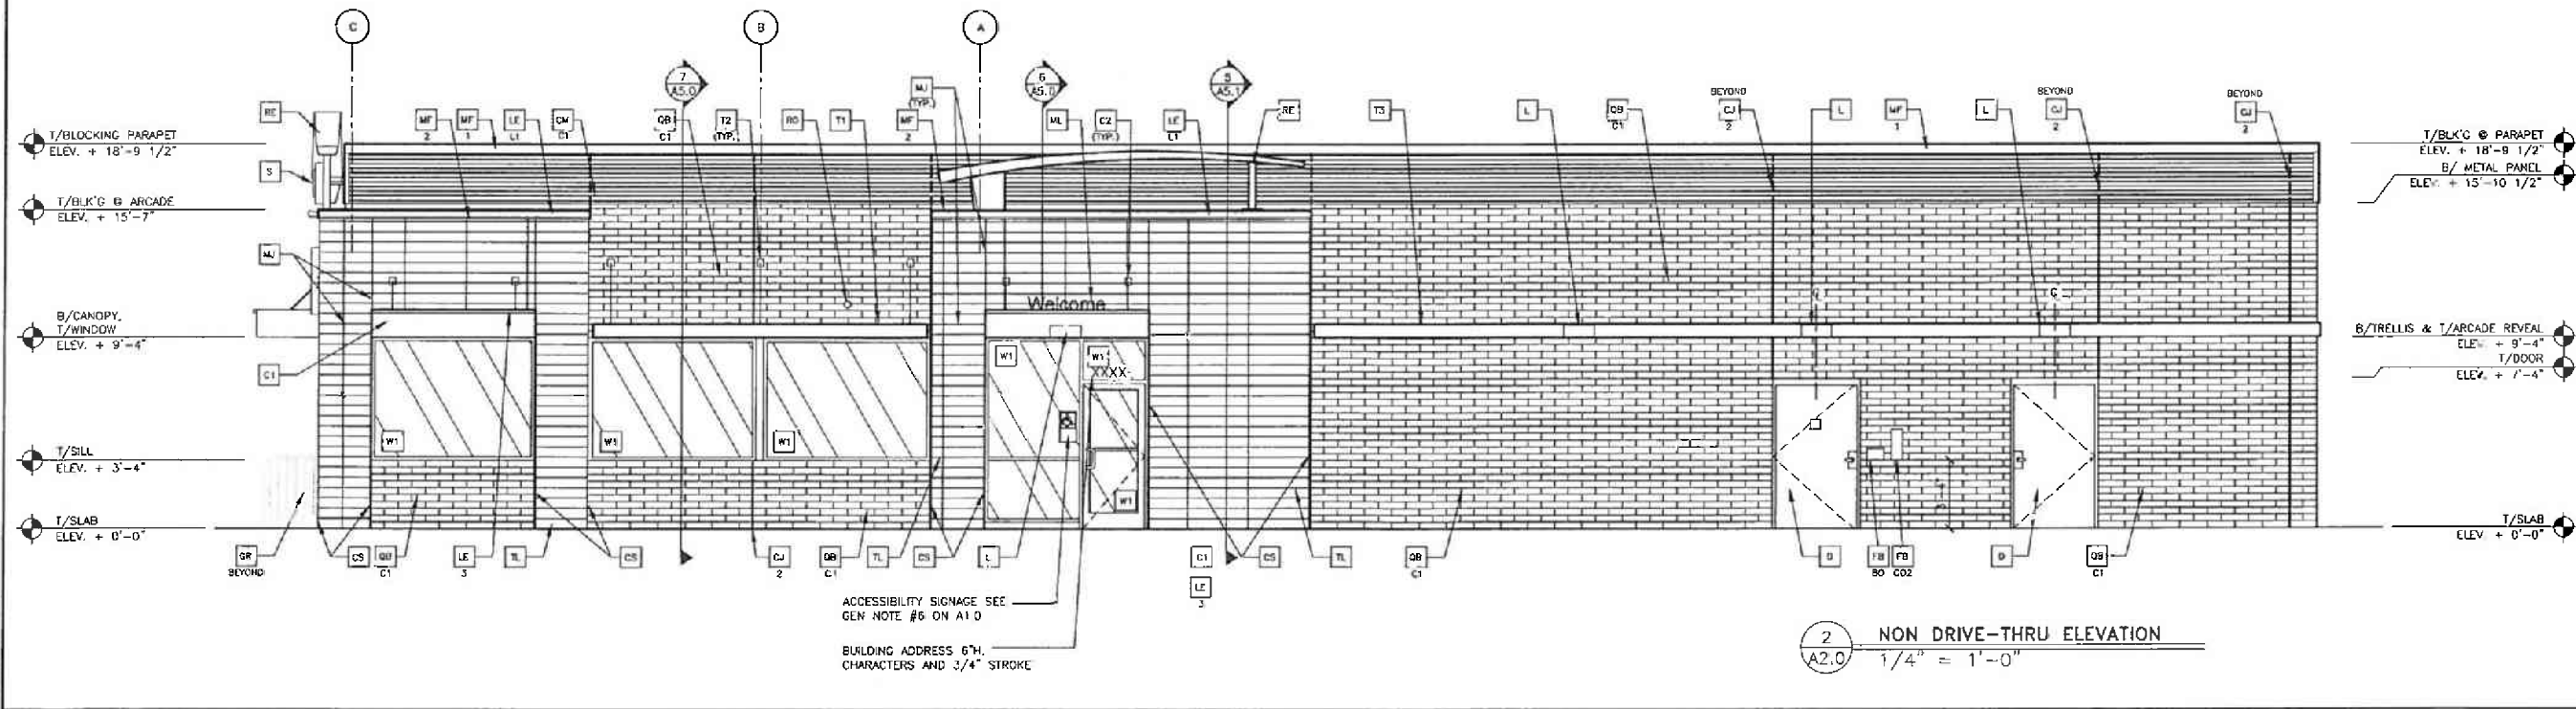 C
B
A
7
A5.0
6
A5.0
5
A5.1
RE
MF
2
MF
1
LE
L1
CM
C1
QB
C1
T2
(TYP.)
RO
T1
MF
2
MJ
(TYP.)
ML
C2
(TYP.)
LE
L1
RE
T3
L
QB
C1
BEYOND
CJ
2
L
MF
1
L
BEYOND
CJ
2
BEYOND
CJ
2
T/BLOCKING PARAPET
ELEV. + 18'-9 1/2"
S
T/BLK'G @ ARCADE
ELEV. + 15'-7"
MJ
B/CANOPY,
T/WINDOW
ELEV. + 9'-4"
C1
T/SILL
ELEV. + 3'-4"
T/SLAB
ELEV. + 0'-0"
T/BLK'G @ PARAPET
ELEV. + 18'-9 1/2"
B/ METAL PANEL
ELEV. + 15'-10 1/2"
B/TRELLIS & T/ARCADE REVEAL
ELEV. + 9'-4"
T/DOOR
ELEV. + 7'-4"
T/SLAB
ELEV. + 0'-0"
Welcome
W1
W1
XXXX
W1
W1
W1
W1
GR
BEYOND
CS
QB
C1
LE
3
TL
CS
CJ
2
QB
C1
TL
CS
L
C1
LE
3
CS
TL
QB
C1
D
FB
BO
FB
CO2
D
QB
C1
ACCESSIBILITY SIGNAGE SEE
GEN NOTE #6 ON A1.0
BUILDING ADDRESS 6"H.
CHARACTERS AND 3/4" STROKE
2
A2.0
NON DRIVE-THRU ELEVATION
1/4" = 1'-0"